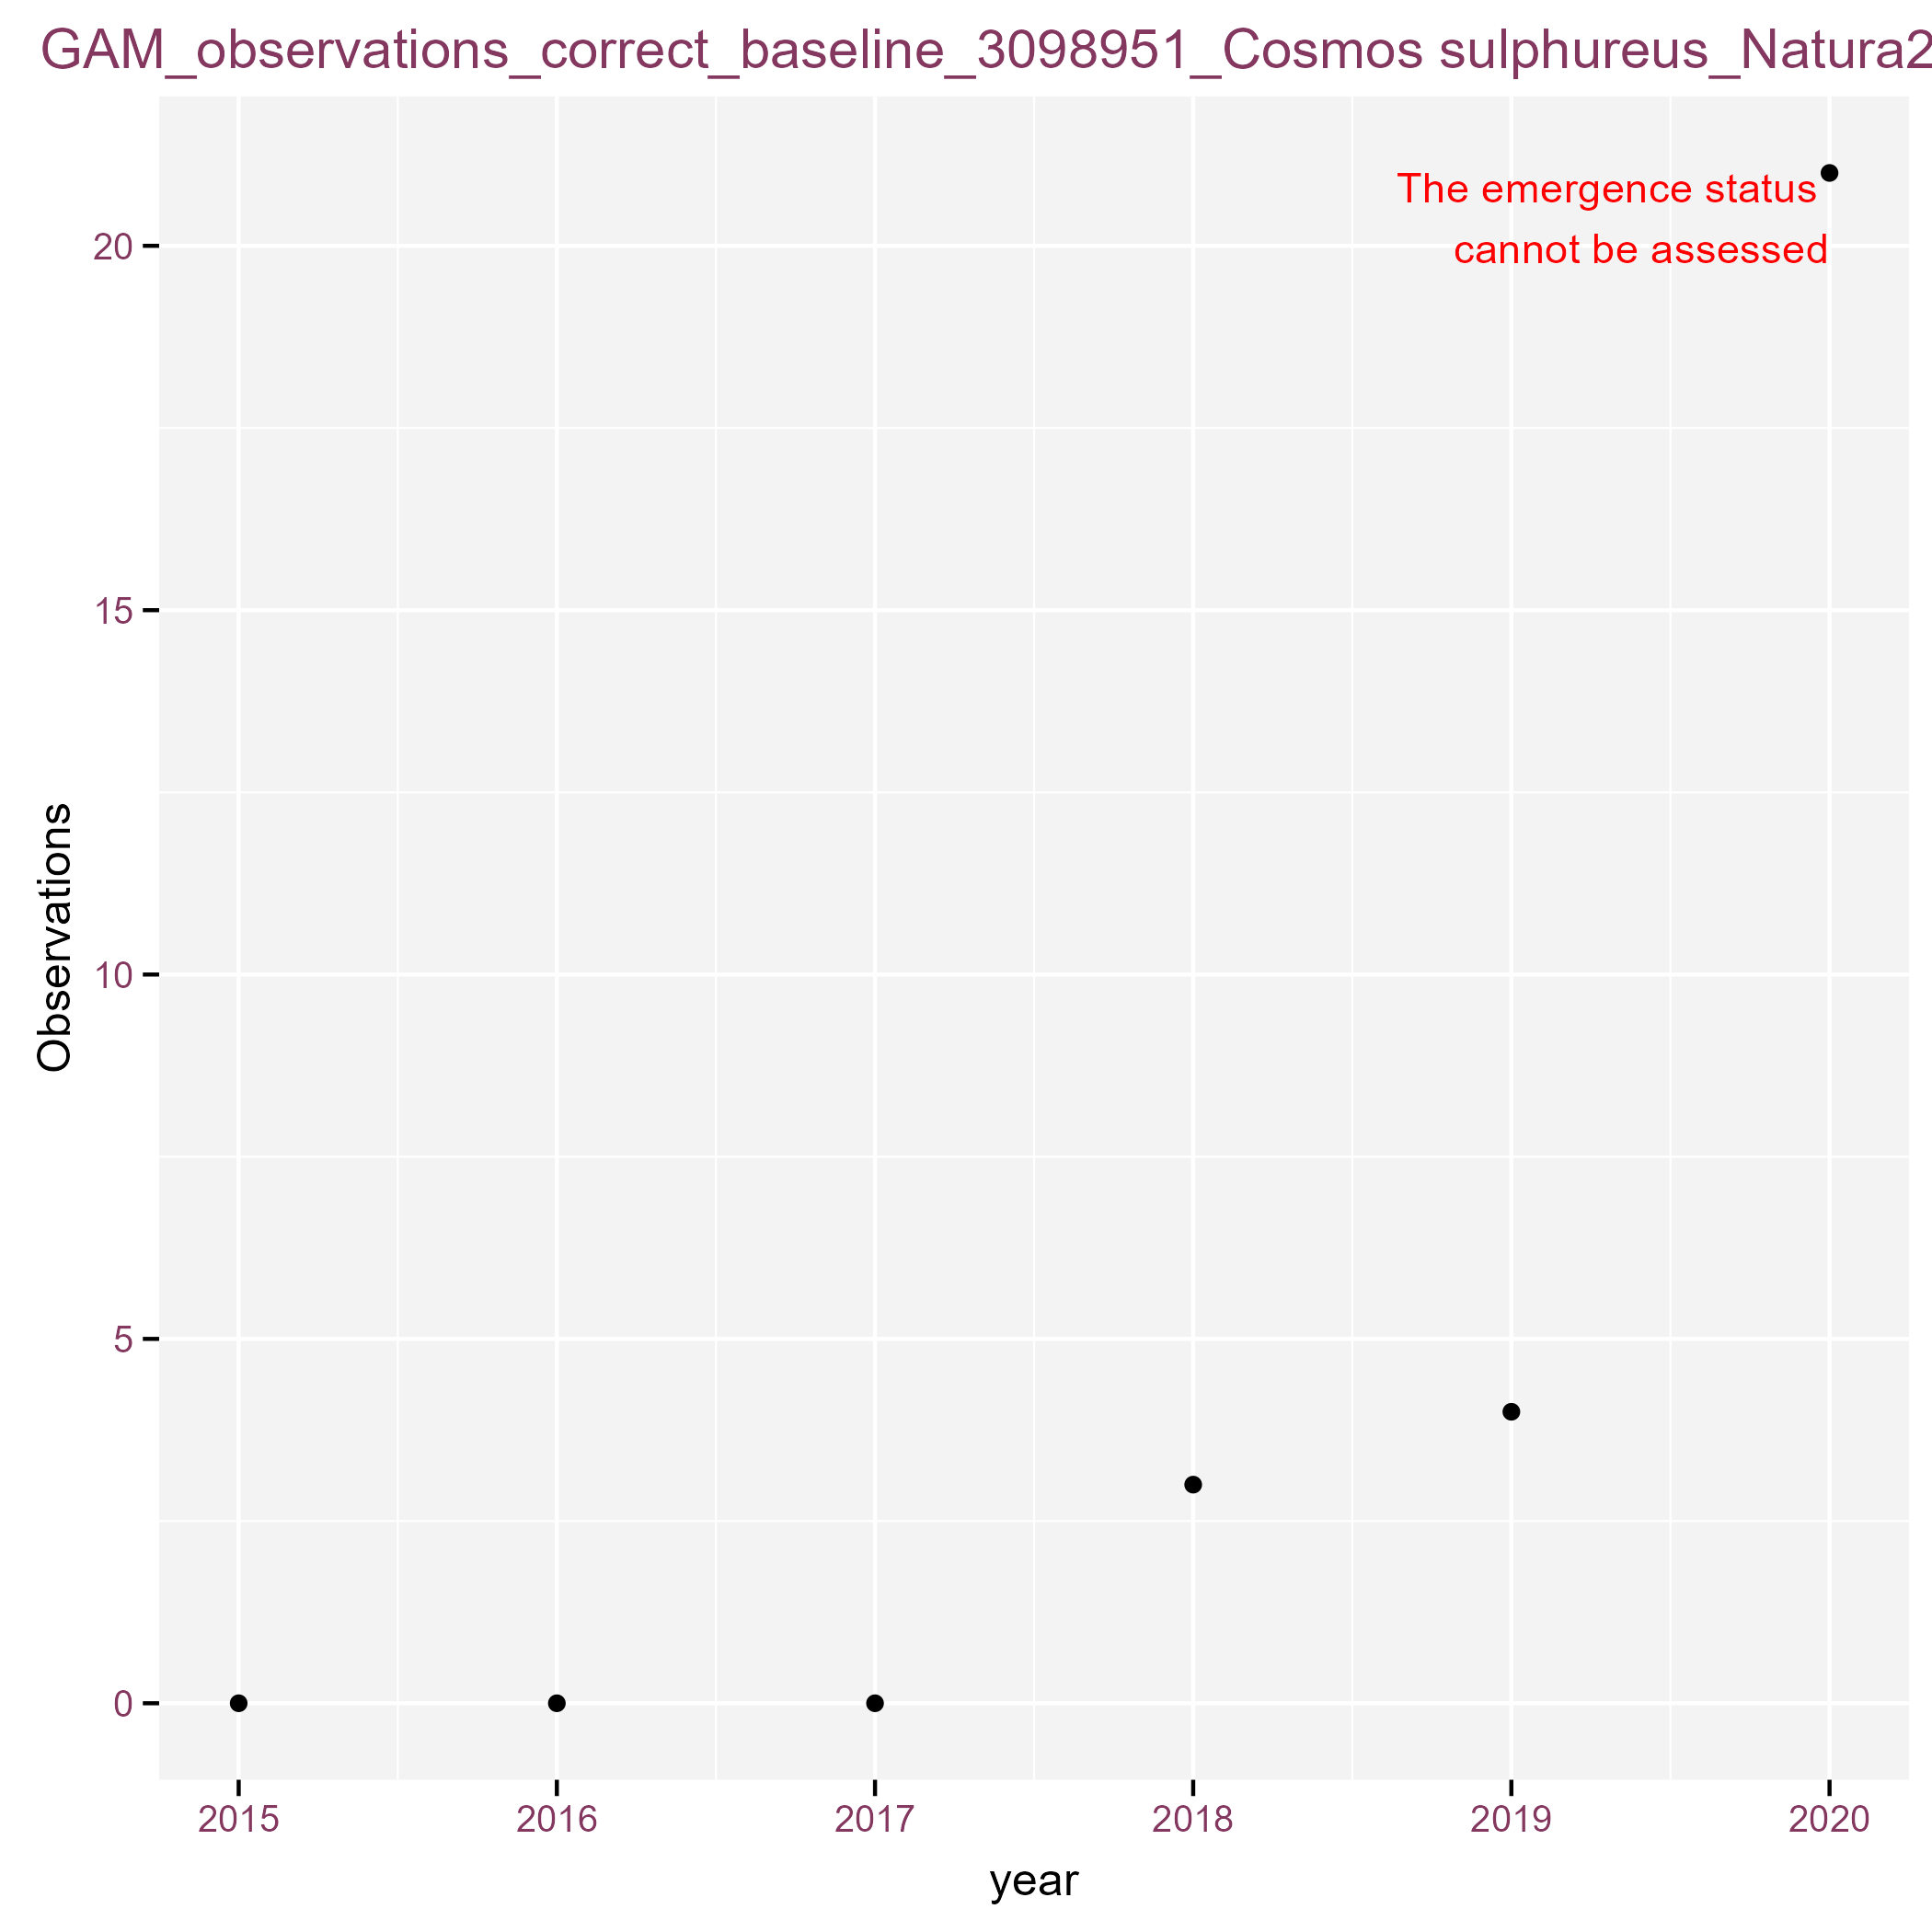 GAM_observations_correct_baseline_3098951_Cosmos sulphureus_Natura2
The emergence status
cannot be assessed
20
15
10
5
0
Observations
2015 2016 2017 2018 2019 2020
year